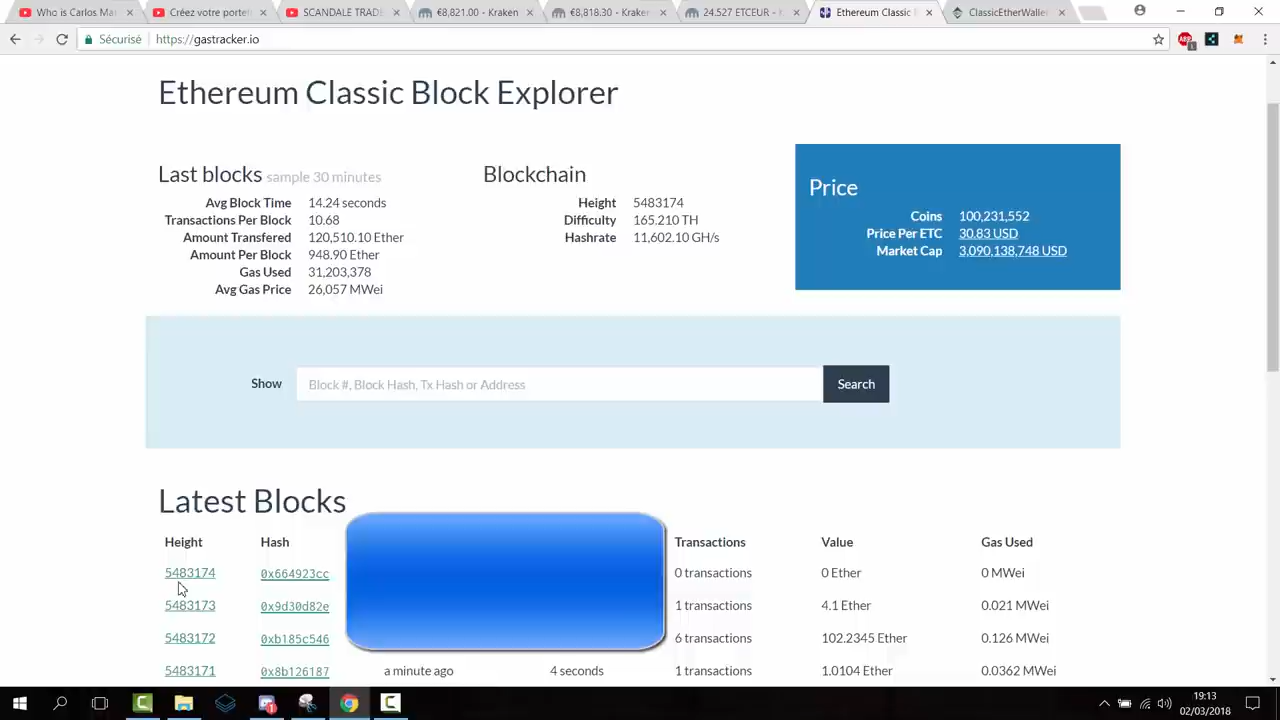 Who is Carlos Ma
Créez votre portef
SCANDALE TRADE
€8,821.00 - Kraken
€8,818.30 - Kraken
24.527 ETCEUR - K
Ethereum Classic
ClassicEtherWallet
Sécurisé
https://gastracker.io
Ethereum Classic Block Explorer
Last blocks sample 30 minutes
Avg Block Time 14.24 seconds
Transactions Per Block 10.68
Amount Transfered 120,510.10 Ether
Amount Per Block 948.90 Ether
Gas Used 31,203,378
Avg Gas Price 26,057 MWei
Blockchain
Height 5483174
Difficulty 165.210 TH
Hashrate 11,602.10 GH/s
Price
Coins 100,231,552
Price Per ETC 30.83 USD
Market Cap 3,090,138,748 USD
Show Block #, Block Hash, Tx Hash or Address Search
Latest Blocks
Height Hash Transactions Value Gas Used
5483174 0x664923cc 0 transactions 0 Ether 0 MWei
5483173 0x9d30d82e 1 transactions 4.1 Ether 0.021 MWei
5483172 0xb185c546 6 transactions 102.2345 Ether 0.126 MWei
5483171 0x8b126187 a minute ago 4 seconds 1 transactions 1.0104 Ether 0.0362 MWei
19:13
02/03/2018